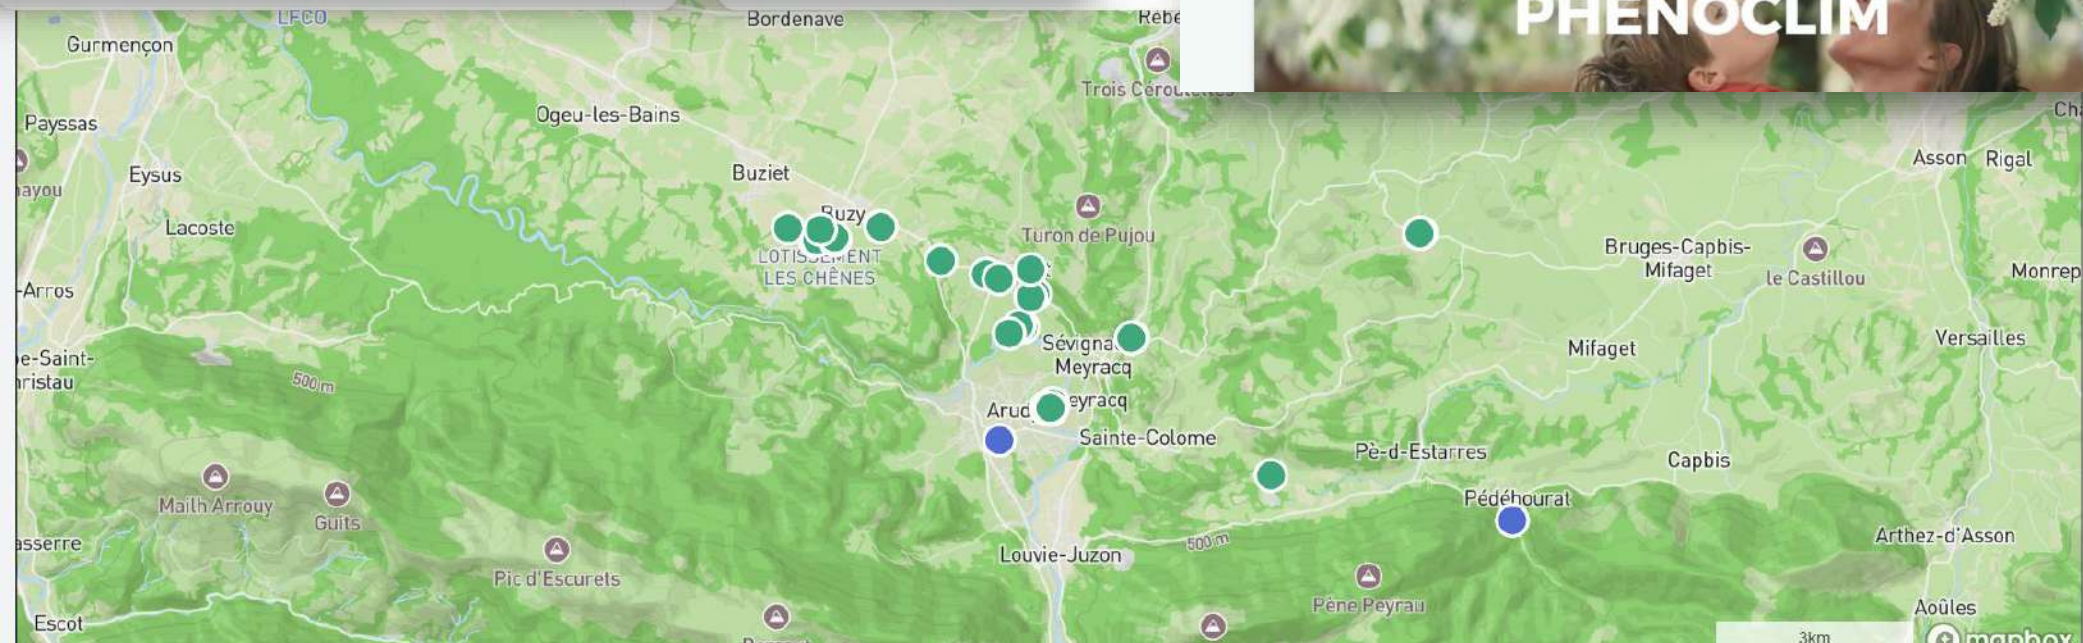 LFCO
Bordenave
PHENOCLIM
Gurmençon
Trois Cérou
Payssas
Ogeu-les-Bains
Asson
Rigal
Eysus
Buziet
Lacoste
Buzy
Turon de Pujou
LOTISSEMENT
LES CHÊNES
Bruges-Capbis-
Mifaget
le Castillou
Monrep
-Arros
Sévigna
Meyracq
Mifaget
Versailles
e-Saint-
ristau
500 m
Arud
eyracq
Sainte-Colome
Pè-d-Estarres
Capbis
Mailh Arrouy
Guits
Pédéhourat
asserre
Pic d'Escurets
Louvie-Juzon
500 m
Arthez-d'Asson
Pène Peyrau
Escot
Aoûles
3km
mapbox